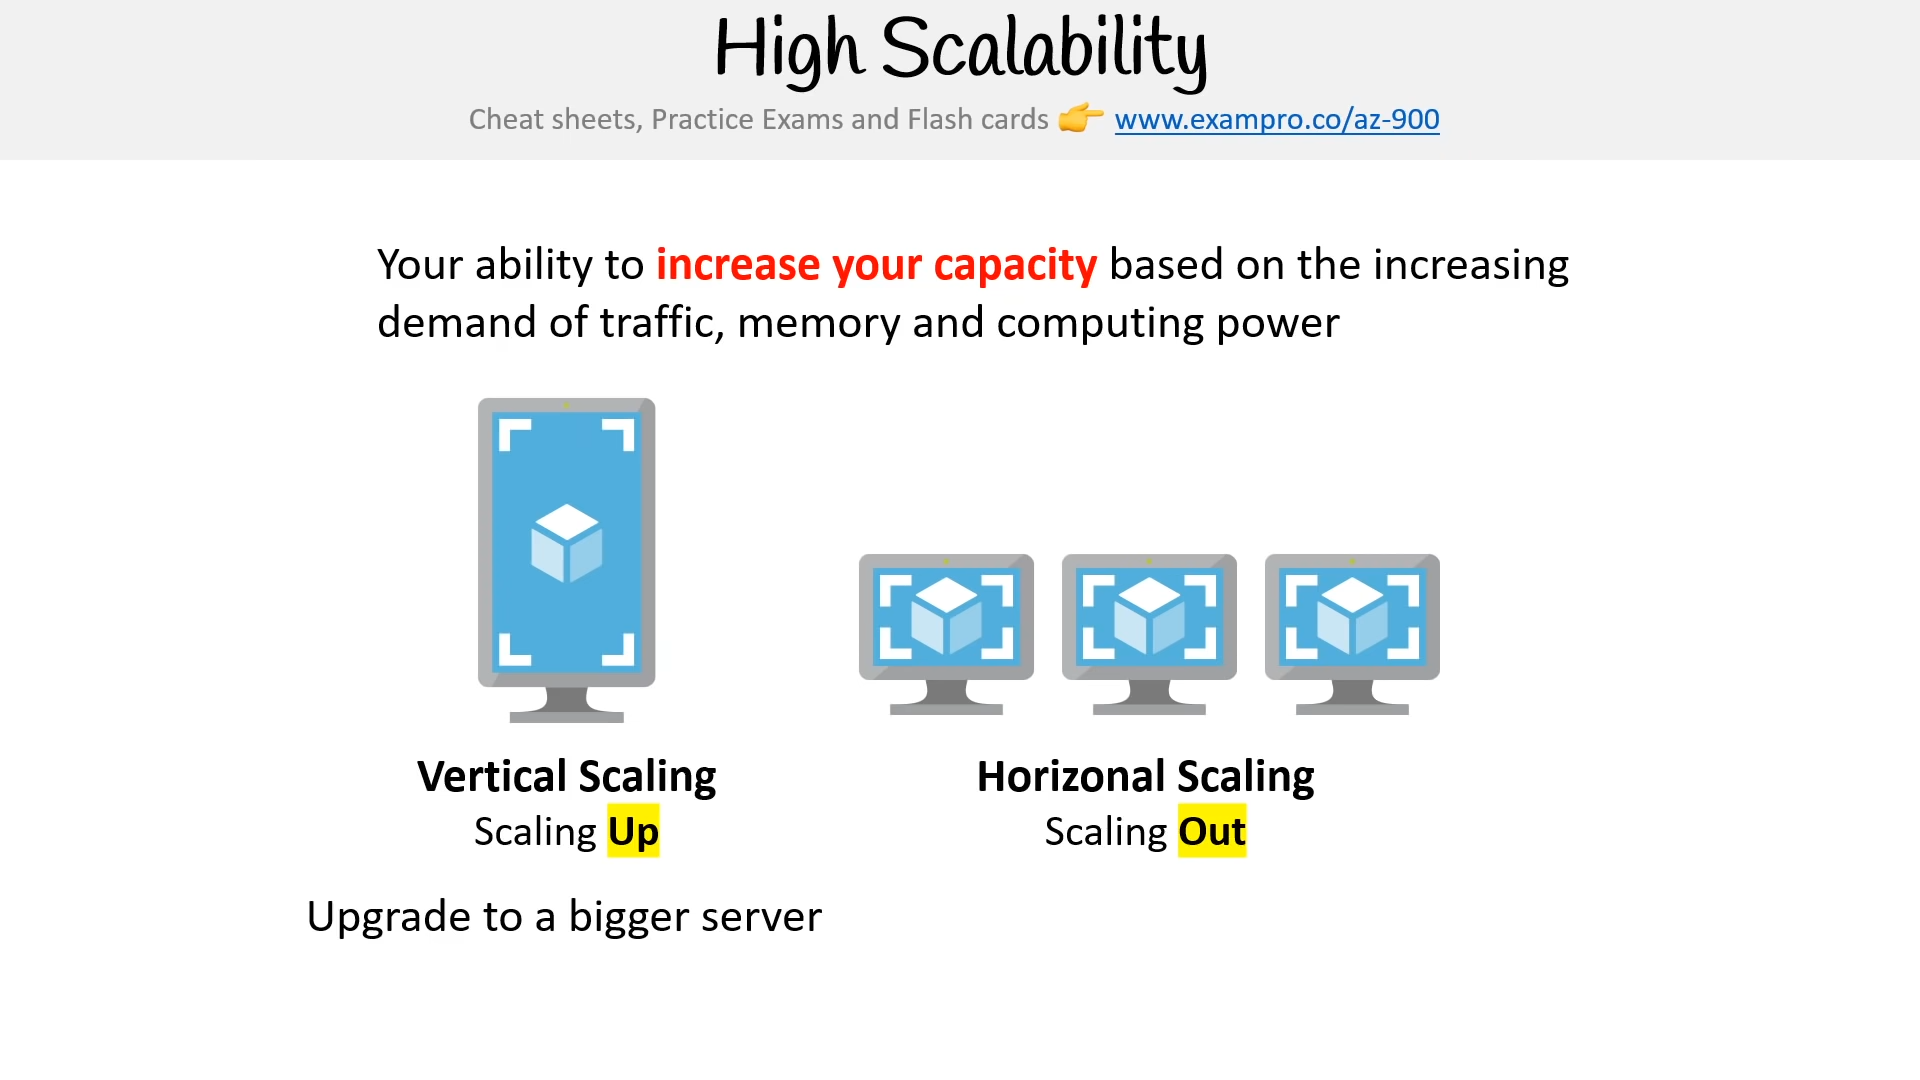 High Scalability
Cheat sheets, Practice Exams and Flash cards 👉 www.exampro.co/az-900
Your ability to increase your capacity based on the increasing
demand of traffic, memory and computing power
Vertical Scaling
Scaling Up
Upgrade to a bigger server
Horizonal Scaling
Scaling Out